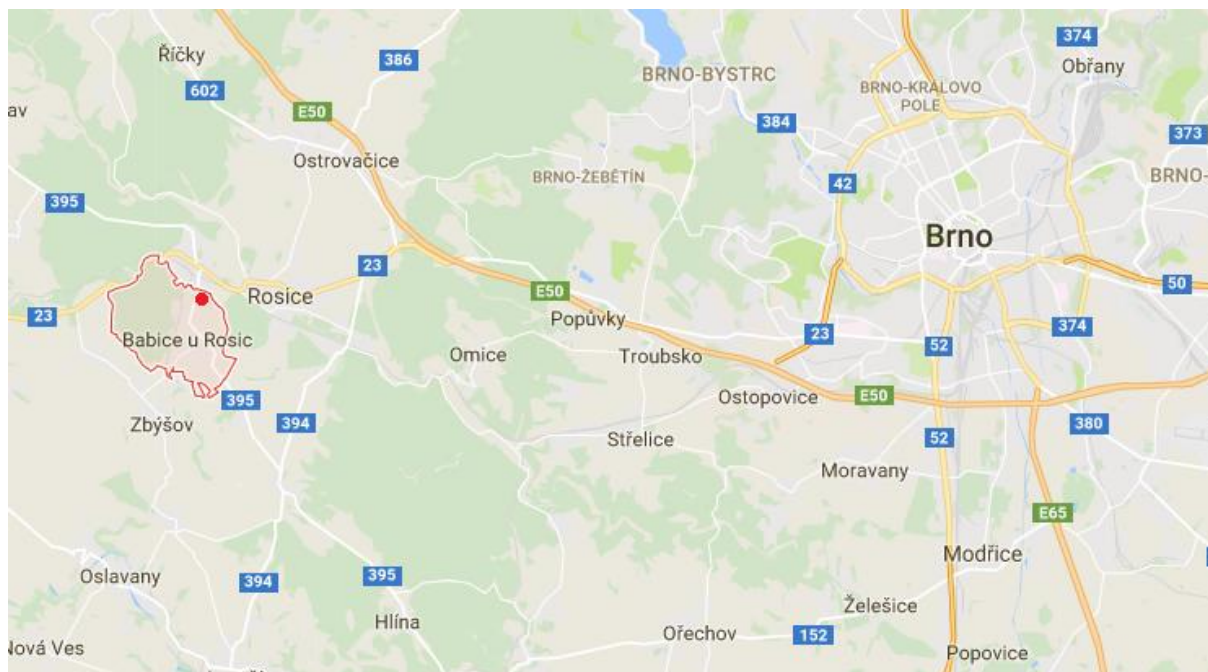 Říčky
386
374
Obřany
BRNO-BYSTRC
602
BRNO-KRÁLOVO
POLE
av
E50
384
373
Ostrovačice
BRNO-ŽEBĚTÍN
42
BRNO-
395
Brno
23
50
Rosice
E50
23
Popůvky
374
23
Babice u Rosic
52
Omice
Troubsko
395
Ostopovice
E50
394
Zbýšov
380
Střelice
52
Moravany
E65
Modřice
Oslavany
394
395
Želešice
Hlína
Ořechov
152
Nová Ves
Popovice